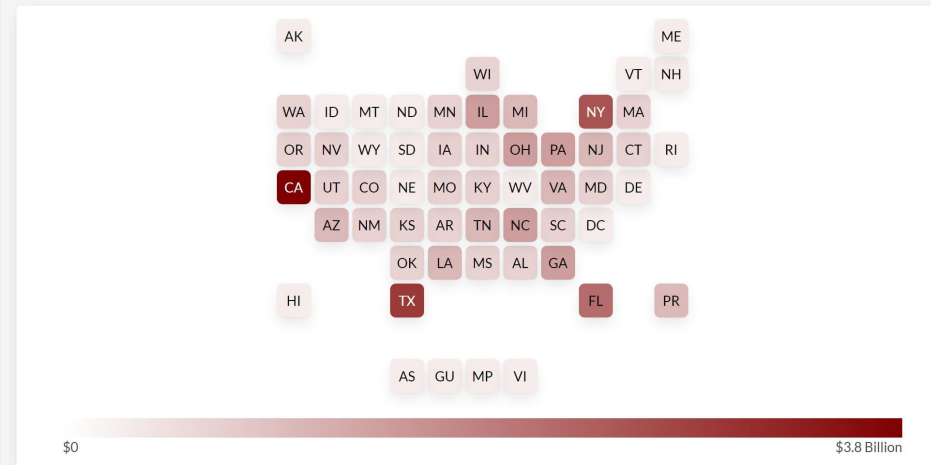 AK ME
WI VT NH
WA ID MT ND MN IL MI NY MA
OR NV WY SD IA IN OH PA NJ CT RI
CA UT CO NE MO KY WV VA MD DE
AZ NM KS AR TN NC SC DC
OK LA MS AL GA
HI TX FL PR
AS GU MP VI
$0 $3.8 Billion